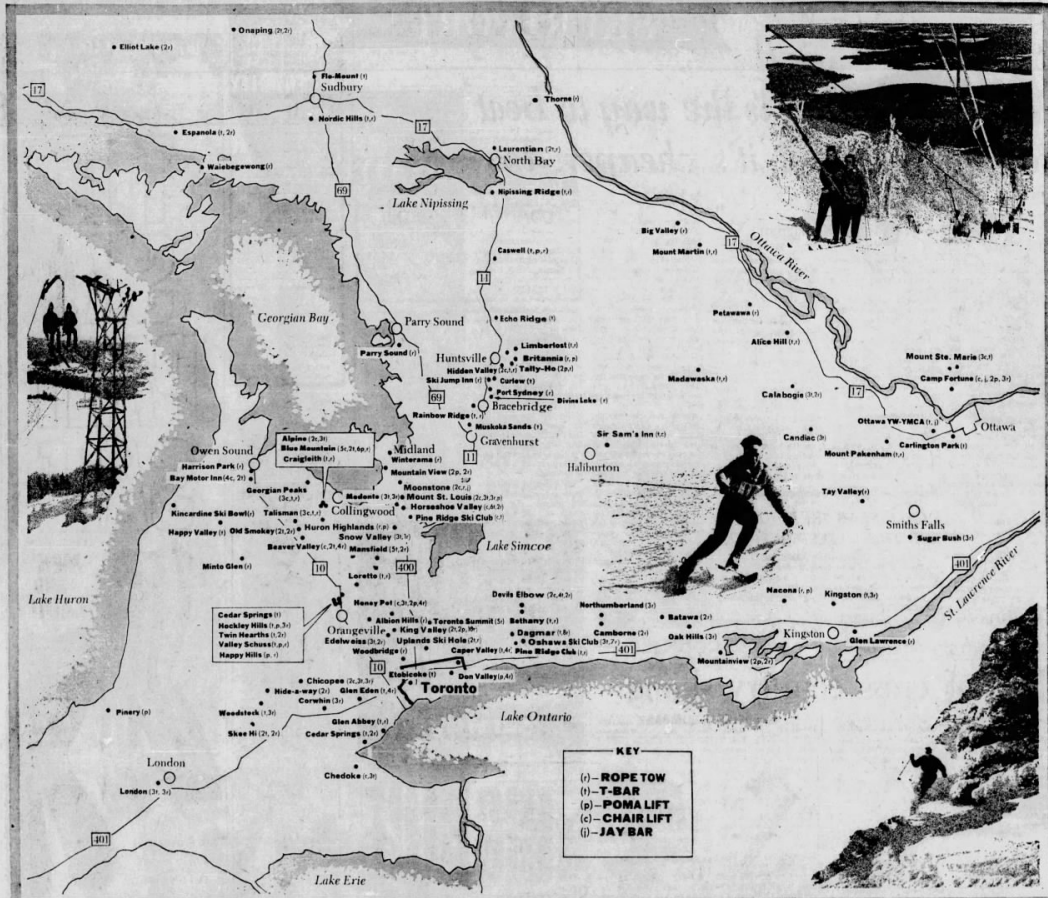 Onaping (2t,2r)
Elliot Lake (2r)
Flo-Mount (t)
Sudbury
17
Thorne (r)
Nordic Hills (t,r)
17
Espanola (t, 2r)
Laurentian (2t,r)
North Bay
Waiebegewong (r)
69
Nipissing Ridge (t,r)
Lake Nipissing
Big Valley (r)
Ottawa River
17
Mount Martin (t,r)
Caswell (t,p,r)
11
Georgian Bay
Petawawa (r)
Echo Ridge (t)
Parry Sound
Alice Hill (t,r)
Parry Sound (r)
Limberlost (t,r)
Huntsville
Britannia (r,p)
Mount Ste. Marie (3c,t)
Hidden Valley (2c,t,r)
Tally-Ho (2p,r)
Madawaska (t,r)
Camp Fortune (c, j, 2p, 3r)
Ski Jump Inn (r)
Curlew (t)
Port Sydney (r)
17
69
Divine Lake (t)
Calabogie (3t,2r)
Bracebridge
Rainbow Ridge (t, r)
Muskoka Sands (t)
Ottawa YW-YMCA (t, j)
Ottawa
Sir Sam's Inn (t,r)
Candiac (3t)
Carlington Park (t)
Alpine (2c,3t)
Blue Mountain (5c,2t,6p,r)
Craigleith (t,r)
Gravenhurst
Mount Pakenham (t,r)
Owen Sound
Midland
11
Haliburton
Harrison Park (r)
Winterama (r)
Bay Motor Inn (4c, 2t)
Mountain View (2p, 2r)
Georgian Peaks
(3c,t,r)
Moonstone (2c,r,j)
Medonte (3t,3r)
Mount St. Louis (2c,3t,3r,p)
Tay Valley (r)
Collingwood
Kincardine Ski Bowl (r)
Talisman (3c,t,r)
Horseshoe Valley (c,6t,2r)
Smiths Falls
Pine Ridge Ski Club (t,r)
Happy Valley (t)
Old Smokey (2t,2r)
Huron Highlands (r,p)
Snow Valley (3t,3r)
Sugar Bush (3r)
Beaver Valley (c,2t,4r)
Mansfield (5t,2r)
Lake Simcoe
401
Minto Glen (r)
10
400
St. Lawrence River
Loretto (t,r)
Lake Huron
Devils Elbow (2c,4t,2r)
Nacona (r, p)
Kingston (t,3r)
Honey Pot (c,3t,2p,4r)
Northumberland (3r)
Cedar Springs (t)
Hockley Hills (t,p,3r)
Twin Hearths (t, 2r)
Valley Schuss (t,p,r)
Happy Hills (p, r)
Albion Hills (r)
Toronto Summit (5r)
Bethany (t,r)
Batawa (2r)
Orangeville
King Valley (2t,2p,10r)
Dagmar (t,8r)
Camborne (2r)
Oak Hills (3r)
Kingston
Edelweiss (3t,2r)
Uplands Ski Hole (2t,r)
Oshawa Ski Club (3t,7r)
Glen Lawrence (r)
Woodbridge (r)
Caper Valley
Pine Ridge Club (t,r)
401
10
Mountainview (2p,2r)
Etobicoke (t)
Don Valley (p,4r)
Chicopee (2c,3t,3r)
Toronto
Hide-a-way (2r)
Glen Eden (t,4r)
Corwhin (3r)
Pinery (p)
Woodstock (t,3r)
Lake Ontario
Glen Abbey (t,r)
Skee Hi (2t, 2r)
Cedar Springs (t,2r)
London
Chedoke (r,3t)
London (3t, 3r)
KEY
(r)–ROPE TOW
(t)–T-BAR
(p)–POMA LIFT
(c)–CHAIR LIFT
(j)–JAY BAR
401
Lake Erie